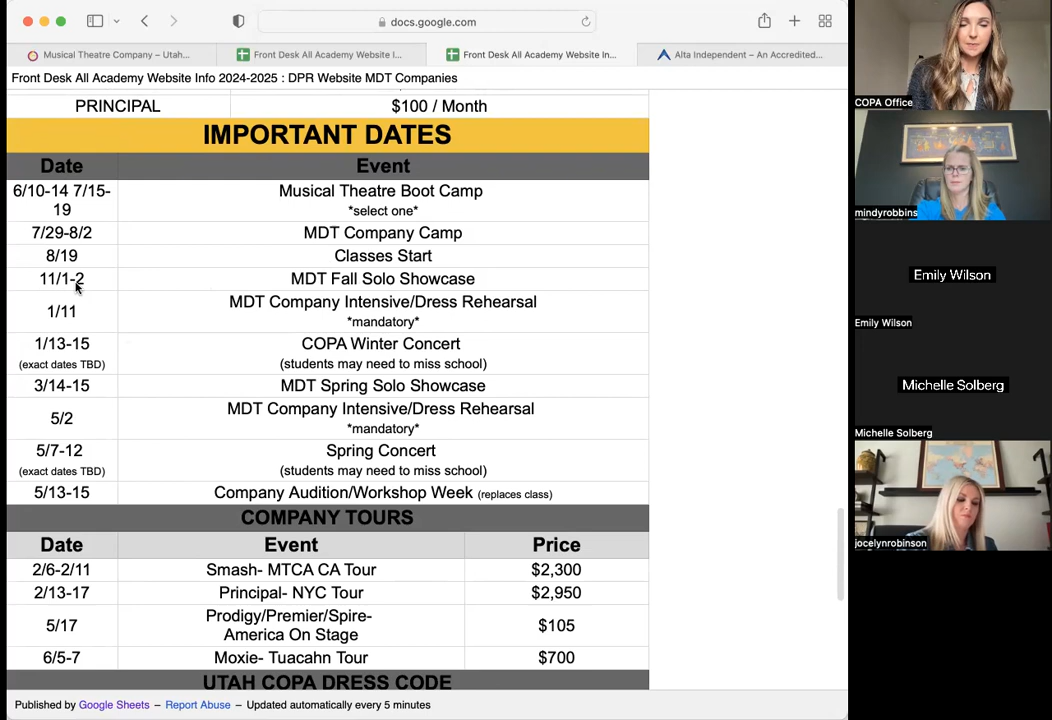 docs.google.com
Musical Theatre Company – Utah...
Front Desk All Academy Website I...
Front Desk All Academy Website In...
Alta Independent – An Accredited...
Front Desk All Academy Website Info 2024-2025 : DPR Website MDT Companies
PRINCIPAL $100 / Month
IMPORTANT DATES
Date Event
6/10-14 7/15-19 Musical Theatre Boot Camp
*select one*
7/29-8/2 MDT Company Camp
8/19 Classes Start
11/1-2 MDT Fall Solo Showcase
1/11 MDT Company Intensive/Dress Rehearsal
*mandatory*
1/13-15 COPA Winter Concert
(exact dates TBD) (students may need to miss school)
3/14-15 MDT Spring Solo Showcase
5/2 MDT Company Intensive/Dress Rehearsal
*mandatory*
5/7-12 Spring Concert
(exact dates TBD) (students may need to miss school)
5/13-15 Company Audition/Workshop Week (replaces class)
COMPANY TOURS
Date Event Price
2/6-2/11 Smash- MTCA CA Tour $2,300
2/13-17 Principal- NYC Tour $2,950
5/17 Prodigy/Premier/Spire-
America On Stage $105
6/5-7 Moxie- Tuacahn Tour $700
UTAH COPA DRESS CODE
Published by Google Sheets – Report Abuse – Updated automatically every 5 minutes
COPA Office
mindyrobbins
Emily Wilson
Emily Wilson
Michelle Solberg
Michelle Solberg
jocelynrobinson